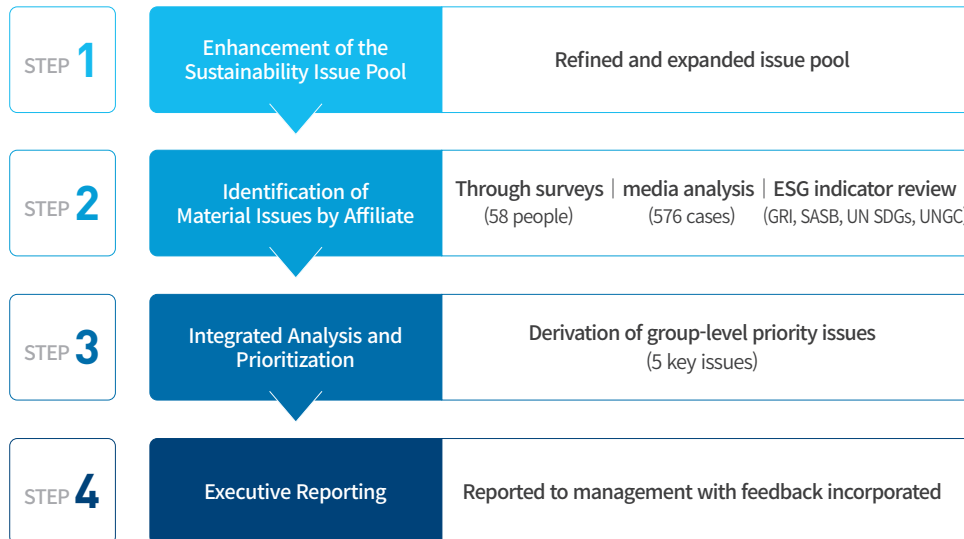 STEP 1
Enhancement of the
Sustainability Issue Pool
Refined and expanded issue pool
STEP 2
Identification of
Material Issues by Affiliate
Through surveys | media analysis | ESG indicator review
(58 people) (576 cases) (GRI, SASB, UN SDGs, UNGC)
STEP 3
Integrated Analysis and
Prioritization
Derivation of group-level priority issues
(5 key issues)
STEP 4
Executive Reporting
Reported to management with feedback incorporated